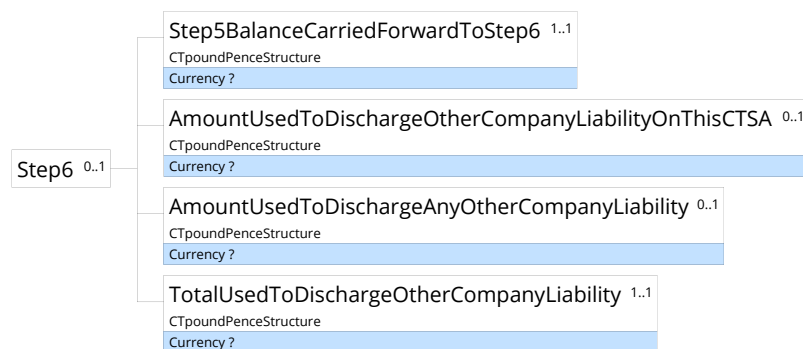 Step5BalanceCarriedForwardToStep6 1..1
CTpoundPenceStructure
Currency ?
AmountUsedToDischargeOtherCompanyLiabilityOnThisCTSA 0..1
CTpoundPenceStructure
Currency ?
Step6 0..1
AmountUsedToDischargeAnyOtherCompanyLiability 0..1
CTpoundPenceStructure
Currency ?
TotalUsedToDischargeOtherCompanyLiability 1..1
CTpoundPenceStructure
Currency ?